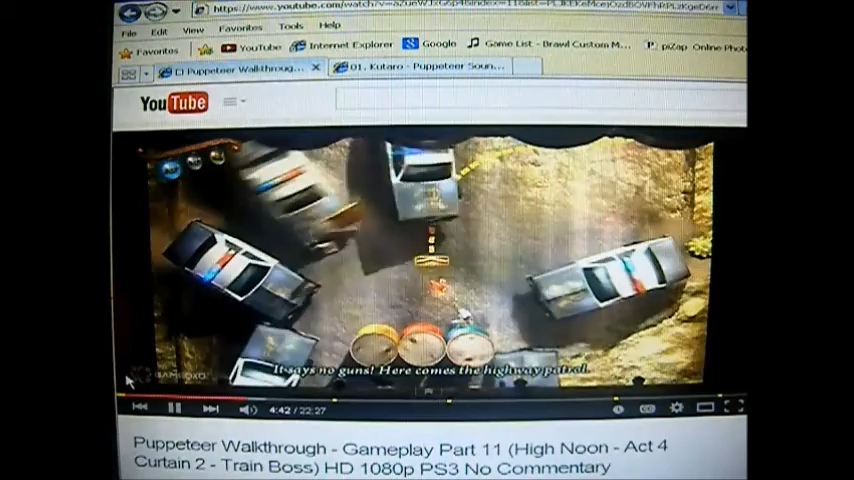 https://www.youtube.com/watch?v=
File Edit View Favorites Tools Help
Favorites YouTube Internet Explorer Google Game List - Brawl Custom M... piZap Online Phot
Puppeteer Walkthroug... X 01. Kutaro - Puppeteer Soun...
YouTube
It says no guns! Here comes the highway patrol.
4:42 / 22:27
Puppeteer Walkthrough - Gameplay Part 11 (High Noon - Act 4
Curtain 2 - Train Boss) HD 1080p PS3 No Commentary